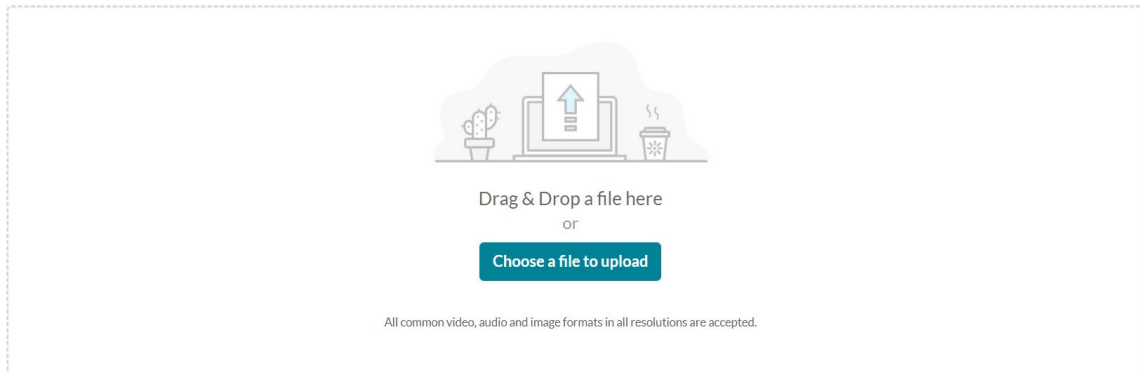 Drag & Drop a file here
or
Choose a file to upload
All common video, audio and image formats in all resolutions are accepted.